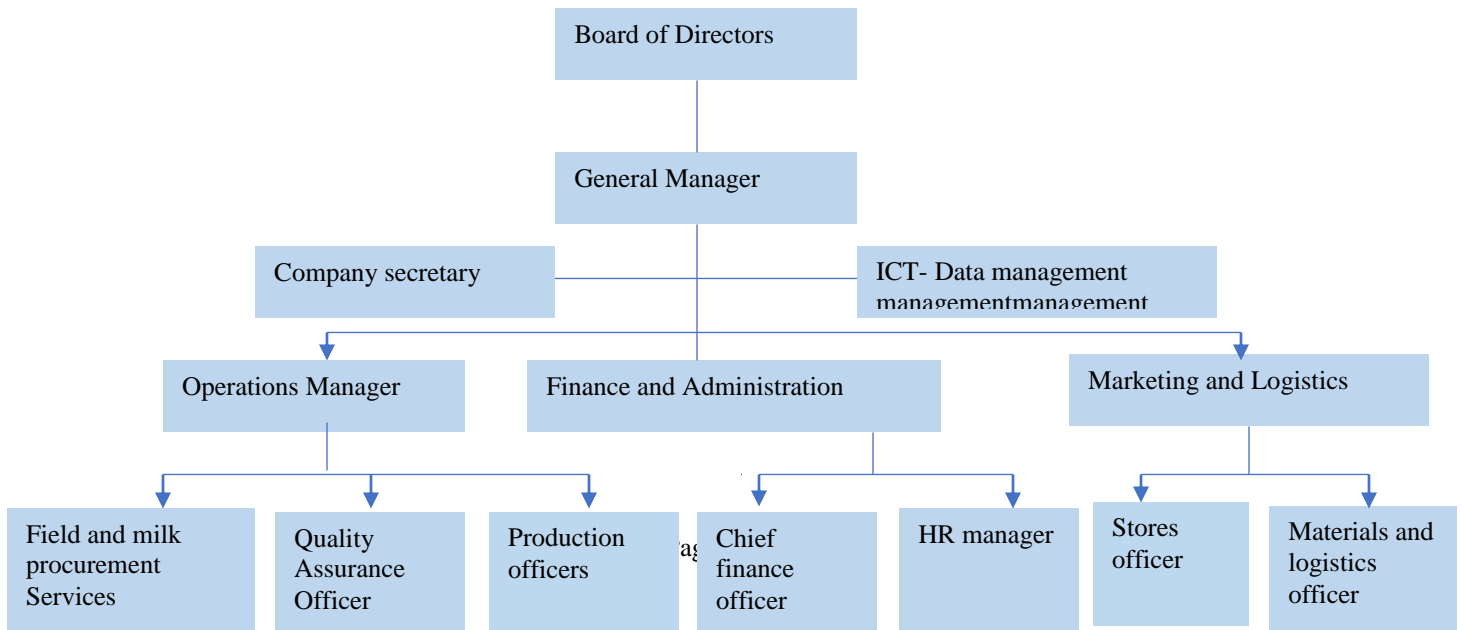 Board of Directors
General Manager
Company secretary
ICT- Data management
managementmanagement
Operations Manager
Finance and Administration
Marketing and Logistics
Field and milk
procurement
Services
Quality
Assurance
Officer
Production
officers
Chief
finance
officer
HR manager
Stores
officer
Materials and
logistics
officer